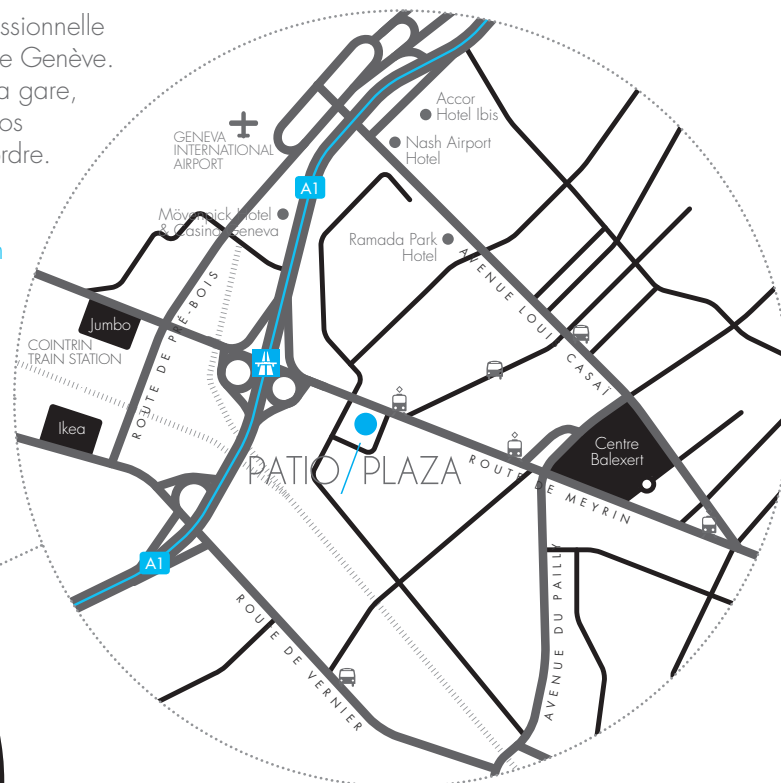 ssionnelle
e Genève.
a gare,
os
ordre.
Accor
Hotel Ibis
Nash Airport
Hotel
GENEVA
INTERNATIONAL
AIRPORT
A1
Mövenpick Hotel
& Casino Geneva
Ramada Park
Hotel
AVENUE LOUIS CASAÏ
ROUTE DE PRÉ-BOIS
Jumbo
COINTRIN
TRAIN STATION
Ikea
Centre
Balexert
PATIO PLAZA
ROUTE DE MEYRIN
A1
AVENUE DU PAILLY
ROUTE DE VERNIER